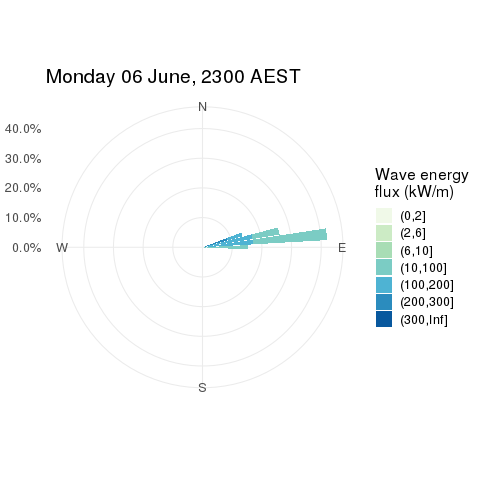 Monday 06 June, 2300 AEST
N
40.0%
30.0%
20.0%
10.0%
0.0%
W
E
S
Wave energy
flux (kW/m)
(0,2]
(2,6]
(6,10]
(10,100]
(100,200]
(200,300]
(300,Inf]